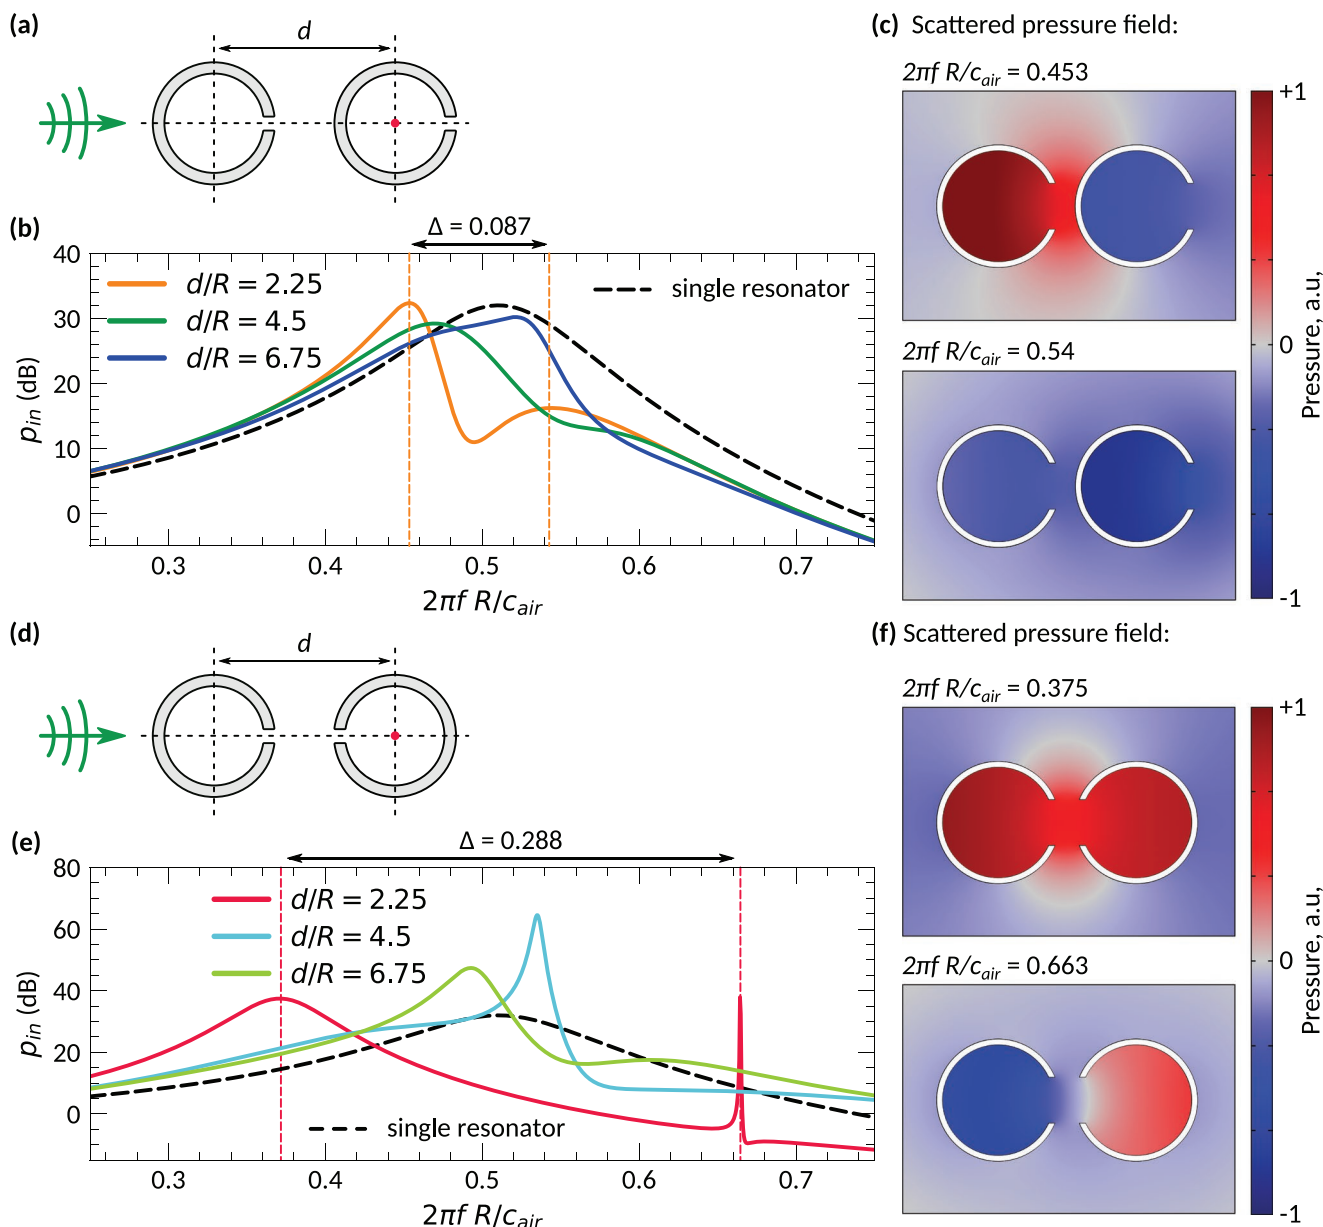 (a)
d
(b)
Δ = 0.087
40
30
20
10
0
p_in (dB)
d/R = 2.25
d/R = 4.5
d/R = 6.75
single resonator
0.3 0.4 0.5 0.6 0.7
2πf R/c_air
(c) Scattered pressure field:
2πf R/c_air = 0.453
2πf R/c_air = 0.54
+1
0
-1
Pressure, a.u,
(d)
d
(e)
Δ = 0.288
80
60
40
20
0
p_in (dB)
d/R = 2.25
d/R = 4.5
d/R = 6.75
single resonator
0.3 0.4 0.5 0.6 0.7
2πf R/c_air
(f) Scattered pressure field:
2πf R/c_air = 0.375
2πf R/c_air = 0.663
+1
0
-1
Pressure, a.u,